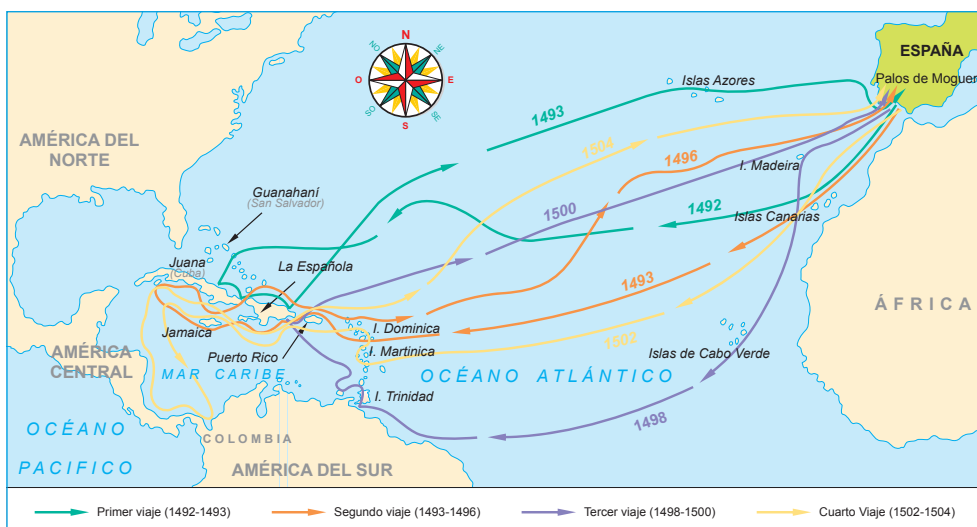 N
NO
NE
O
E
SO
SE
S
ESPAÑA
Palos de Moguer
Islas Azores
AMÉRICA DEL
NORTE
1493
1504
1496
I. Madeira
Guanahaní
(San Salvador)
1500
1492
Islas Canarias
Juana
(Cuba)
La Española
1493
ÁFRICA
Jamaica
I. Dominica
Puerto Rico
I. Martinica
1502
Islas de Cabo Verde
AMÉRICA
CENTRAL
MAR CARIBE
OCÉANO ATLÁNTICO
I. Trinidad
1498
OCÉANO
PACIFICO
COLOMBIA
AMÉRICA DEL SUR
Primer viaje (1492-1493)
Segundo viaje (1493-1496)
Tercer viaje (1498-1500)
Cuarto Viaje (1502-1504)